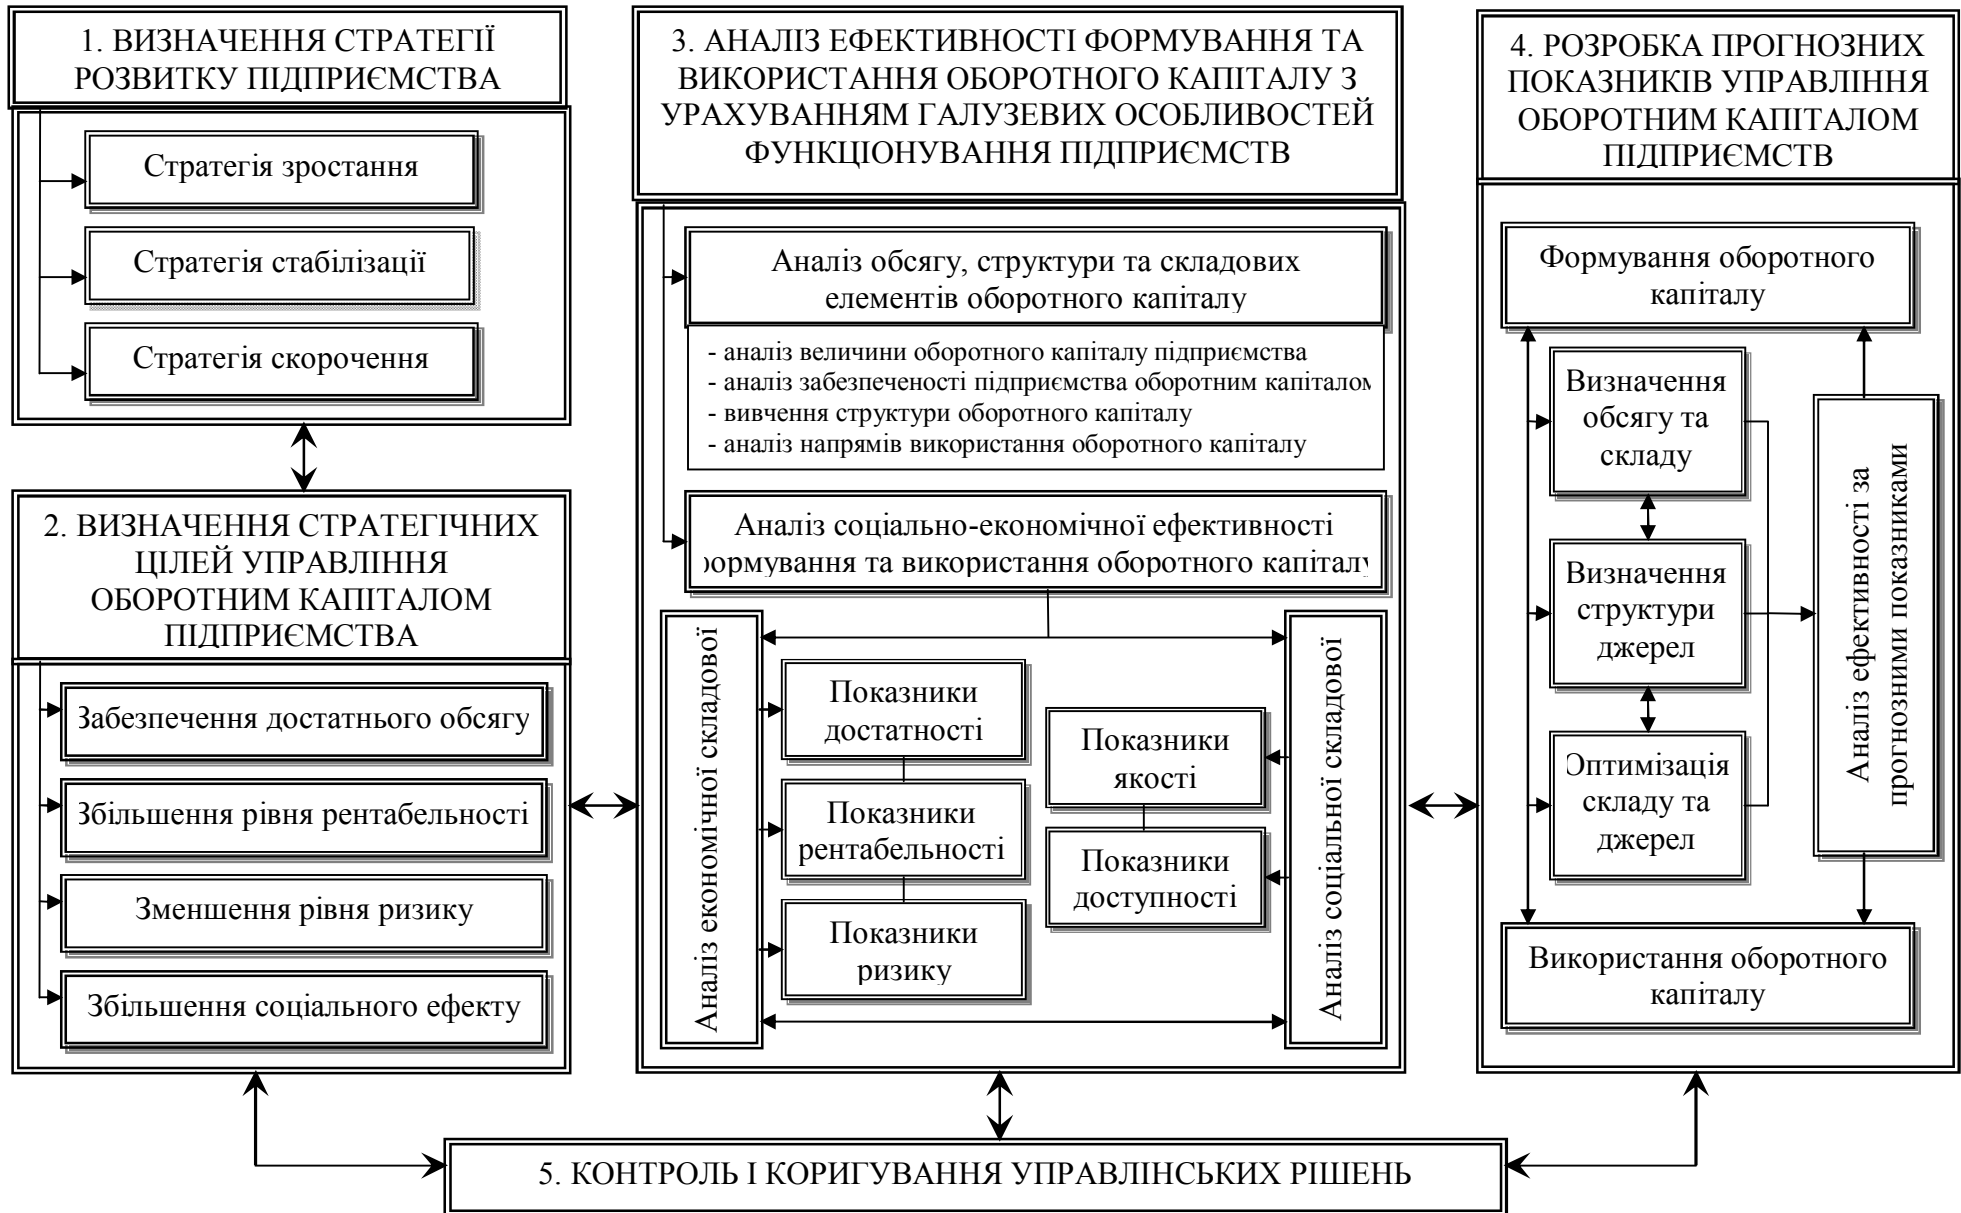 1. ВИЗНАЧЕННЯ СТРАТЕГІЇ
РОЗВИТКУ ПІДПРИЄМСТВА
Стратегія зростання
Стратегія стабілізації
Стратегія скорочення
2. ВИЗНАЧЕННЯ СТРАТЕГІЧНИХ
ЦІЛЕЙ УПРАВЛІННЯ
ОБОРОТНИМ КАПІТАЛОМ
ПІДПРИЄМСТВА
Забезпечення достатнього обсягу
Збільшення рівня рентабельності
Зменшення рівня ризику
Збільшення соціального ефекту
3. АНАЛІЗ ЕФЕКТИВНОСТІ ФОРМУВАННЯ ТА
ВИКОРИСТАННЯ ОБОРОТНОГО КАПІТАЛУ З
УРАХУВАННЯМ ГАЛУЗЕВИХ ОСОБЛИВОСТЕЙ
ФУНКЦІОНУВАННЯ ПІДПРИЄМСТВ
Аналіз обсягу, структури та складових
елементів оборотного капіталу
- аналіз величини оборотного капіталу підприємства
- аналіз забезпеченості підприємства оборотним капіталом
- вивчення структури оборотного капіталу
- аналіз напрямів використання оборотного капіталу
Аналіз соціально-економічної ефективності
формування та використання оборотного капіталу
Аналіз економічної складової
Показники
достатності
Показники
рентабельності
Показники
ризику
Показники
якості
Показники
доступності
Аналіз соціальної складової
4. РОЗРОБКА ПРОГНОЗНИХ
ПОКАЗНИКІВ УПРАВЛІННЯ
ОБОРОТНИМ КАПІТАЛОМ
ПІДПРИЄМСТВ
Формування оборотного
капіталу
Визначення
обсягу та
складу
Визначення
структури
джерел
Оптимізація
складу та
джерел
Аналіз ефективності за
прогнозними показниками
Використання оборотного
капіталу
5. КОНТРОЛЬ І КОРИГУВАННЯ УПРАВЛІНСЬКИХ РІШЕНЬ